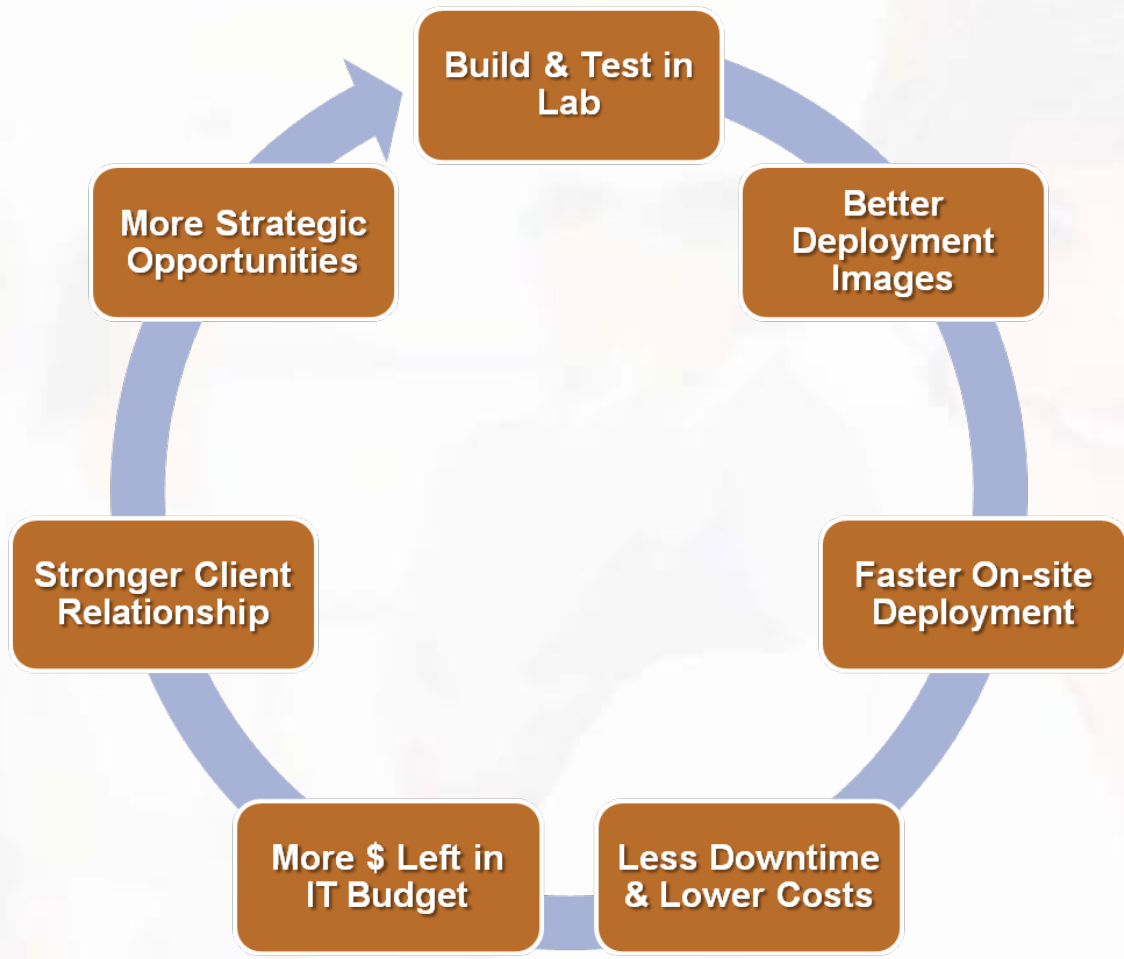 Build & Test in
Lab
Better
Deployment
Images
Faster On-site
Deployment
Less Downtime
& Lower Costs
More $ Left in
IT Budget
Stronger Client
Relationship
More Strategic
Opportunities